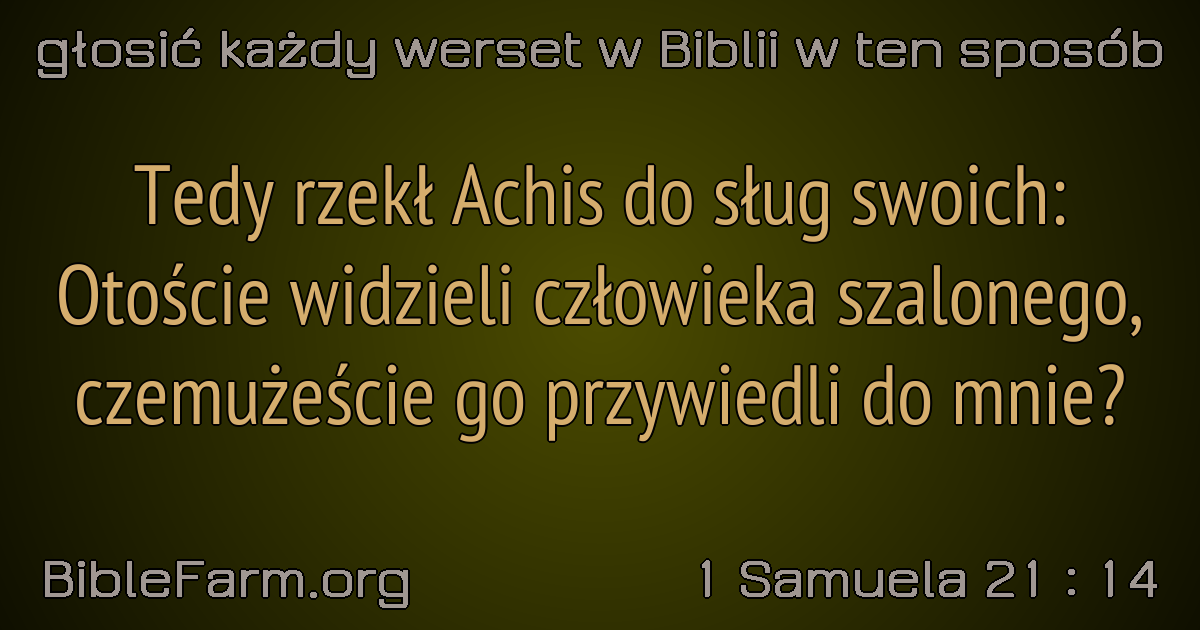 głosić każdy werset w Biblii w ten sposób
Tedy rzekł Achis do sług swoich:
Otoście widzieli człowieka szalonego,
czemużeście go przywiedli do mnie?
BibleFarm.org
1 Samuela 21 : 14